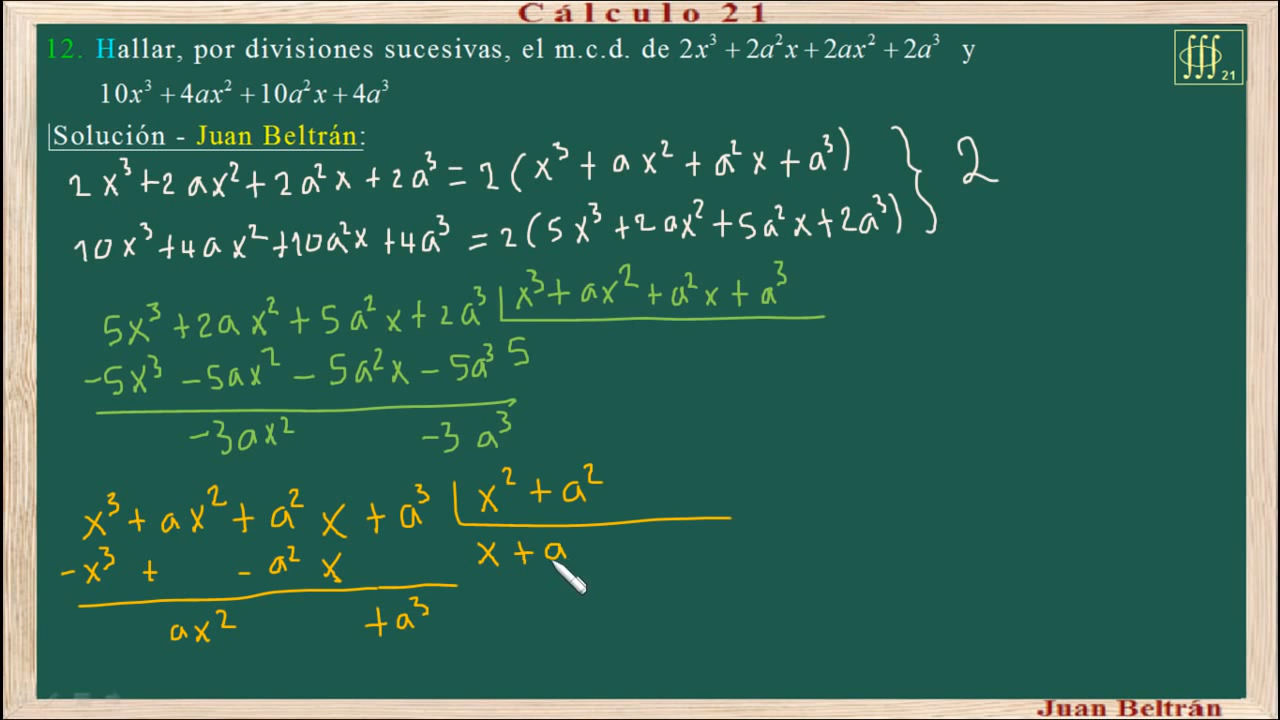 Cálculo 21
12. Hallar, por divisiones sucesivas, el m.c.d. de 2x³ + 2a²x + 2ax² + 2a³ y
10x³ + 4ax² + 10a²x + 4a³
21
Solución - Juan Beltrán:
2x³ + 2ax² + 2a²x + 2a³ = 2(x³ + ax² + a²x + a³) } 2
10x³ + 4ax² + 10a²x + 4a³ = 2(5x³ + 2ax² + 5a²x + 2a³)
5x³ + 2ax² + 5a²x + 2a³ | x³ + ax² + a²x + a³
-5x³ - 5ax² - 5a²x - 5a³ 5
-3ax² -3a³
x³ + ax² + a²x + a³ | x² + a²
-x³ + - a²x x + a
ax² + a³
Juan Beltrán